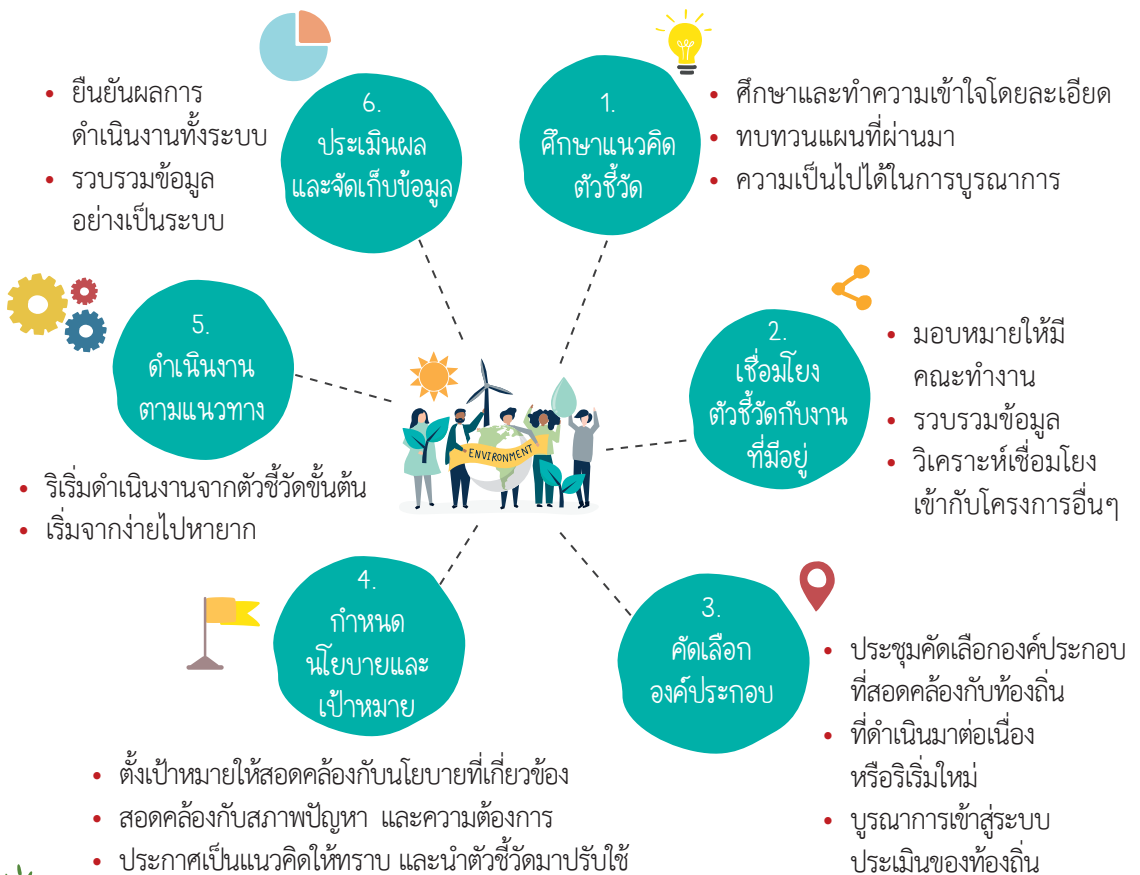 1.
ศึกษาแนวคิด
ตัวชี้วัด
• ศึกษาและทำความเข้าใจโดยละเอียด
• ทบทวนแผนที่ผ่านมา
• ความเป็นไปได้ในการบูรณาการ
2.
เชื่อมโยง
ตัวชี้วัดกับงาน
ที่มีอยู่
• มอบหมายให้มี
คณะทำงาน
• รวบรวมข้อมูล
• วิเคราะห์เชื่อมโยง
เข้ากับโครงการอื่นๆ
3.
คัดเลือก
องค์ประกอบ
• ประชุมคัดเลือกองค์ประกอบ
ที่สอดคล้องกับท้องถิ่น
• ที่ดำเนินมาต่อเนื่อง
หรือริเริ่มใหม่
• บูรณาการเข้าสู่ระบบ
ประเมินของท้องถิ่น
4.
กำหนด
นโยบายและ
เป้าหมาย
• ตั้งเป้าหมายให้สอดคล้องกับนโยบายที่เกี่ยวข้อง
• สอดคล้องกับสภาพปัญหา และความต้องการ
• ประกาศเป็นแนวคิดให้ทราบ และนำตัวชี้วัดมาปรับใช้
5.
ดำเนินงาน
ตามแนวทาง
• ริเริ่มดำเนินงานจากตัวชี้วัดขั้นต้น
• เริ่มจากง่ายไปหายาก
6.
ประเมินผล
และจัดเก็บข้อมูล
• ยืนยันผลการ
ดำเนินงานทั้งระบบ
• รวบรวมข้อมูล
อย่างเป็นระบบ
ENVIRONMENT